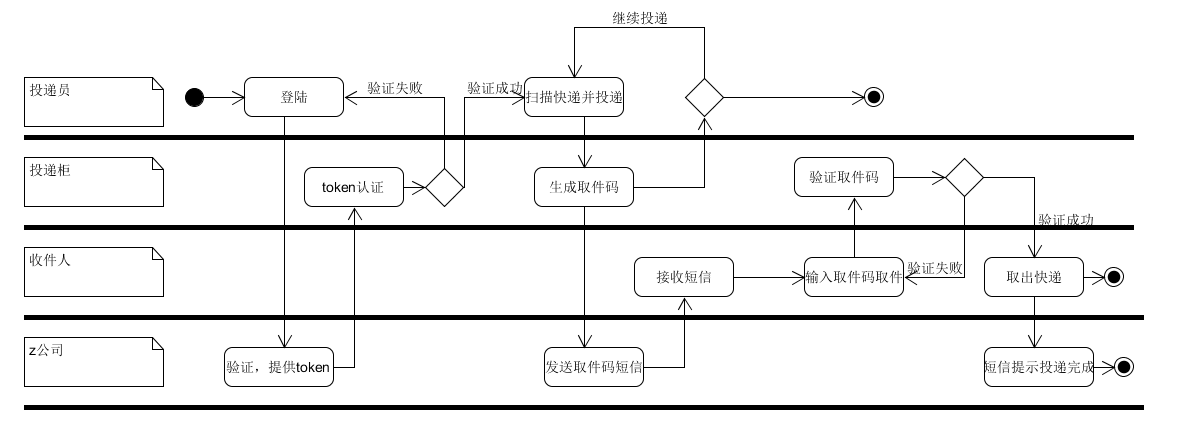 继续投递
投递员
登陆
验证失败
验证成功
扫描快递并投递
投递柜
token认证
生成取件码
验证取件码
验证成功
收件人
接收短信
输入取件码取件
验证失败
取出快递
z公司
验证，提供token
发送取件码短信
短信提示投递完成